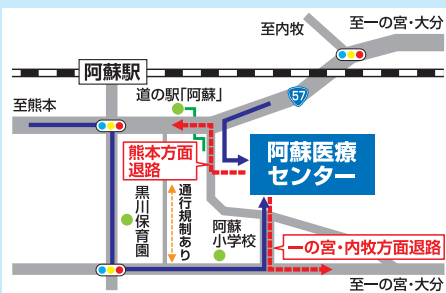 至内牧
至一の宮・大分
阿蘇駅
道の駅「阿蘇」
57
至熊本
熊本方面
退路
阿蘇医療
センター
黒川保育園
通行規制あり
阿蘇
小学校
一の宮・内牧方面退路
至一の宮・大分